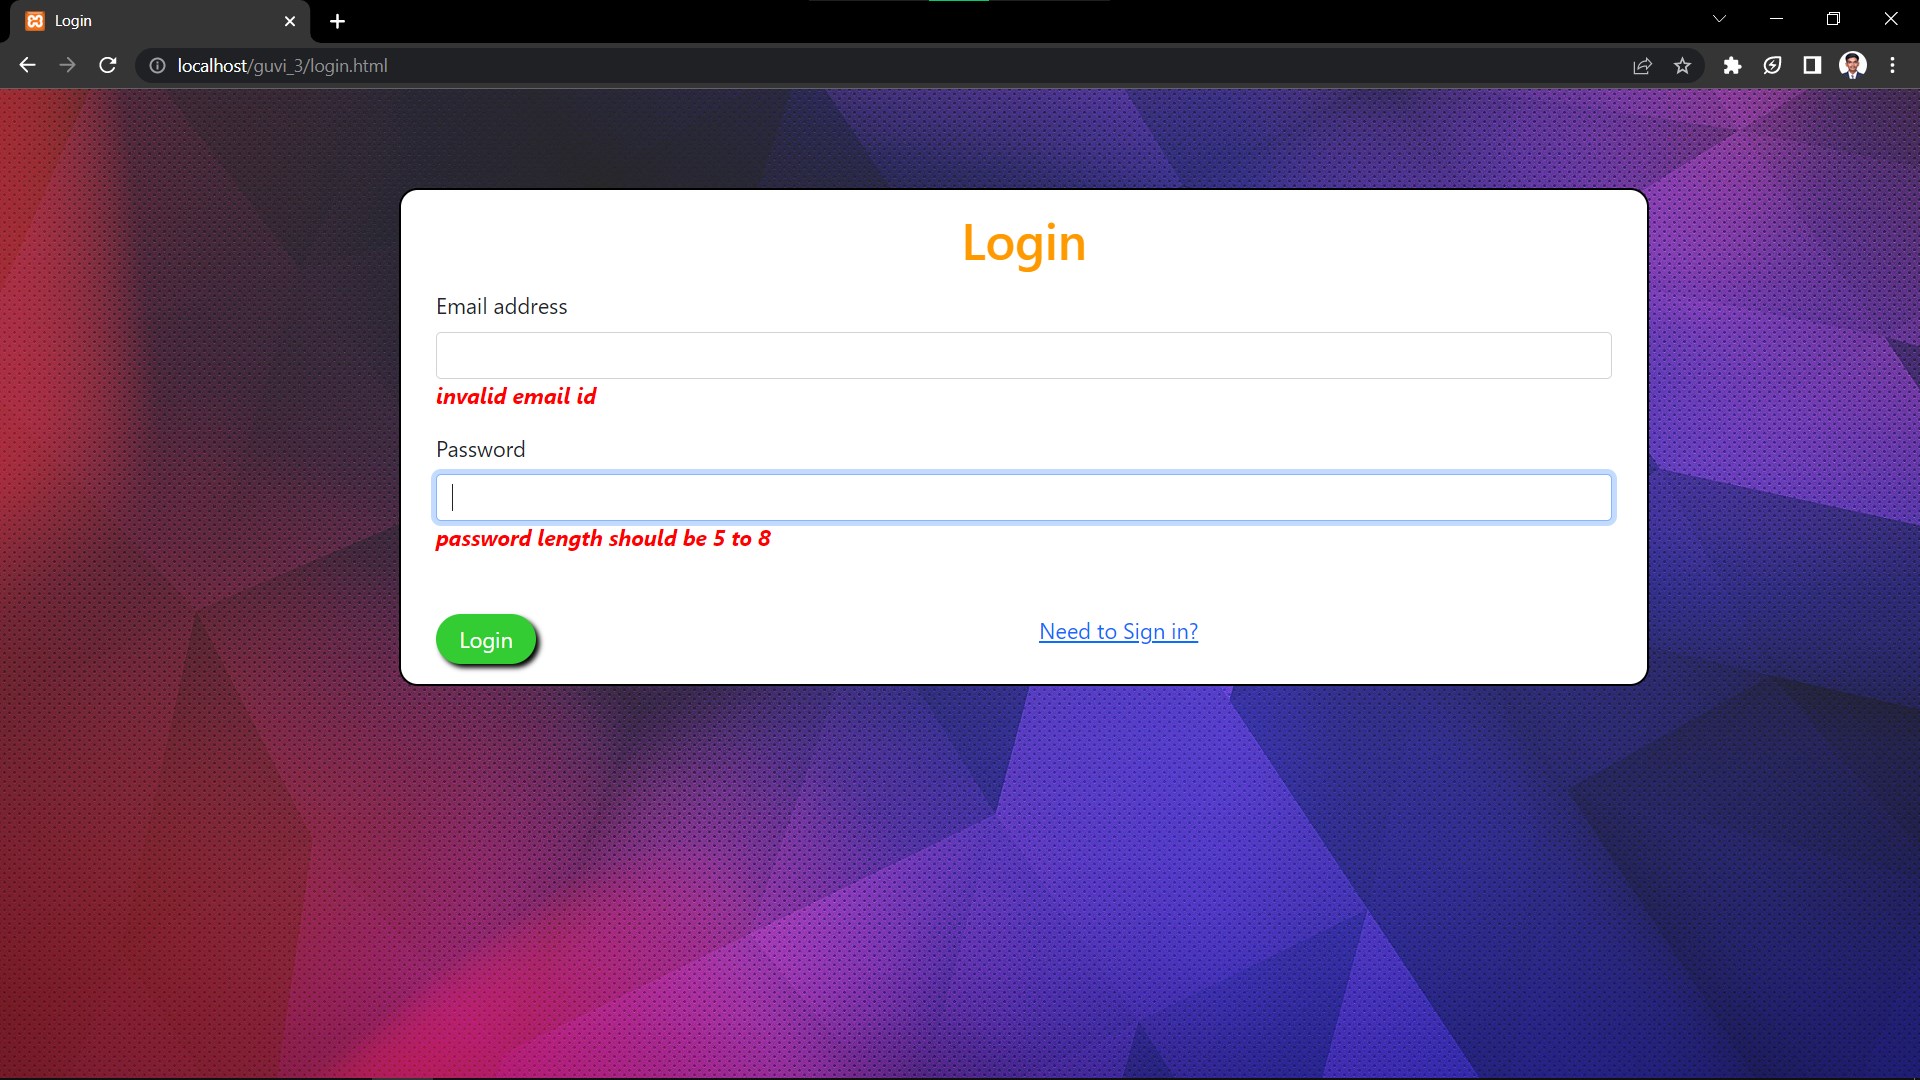 Login
localhost/guvi_3/login.html
Login
Email address
invalid email id
Password
password length should be 5 to 8
Login
Need to Sign in?